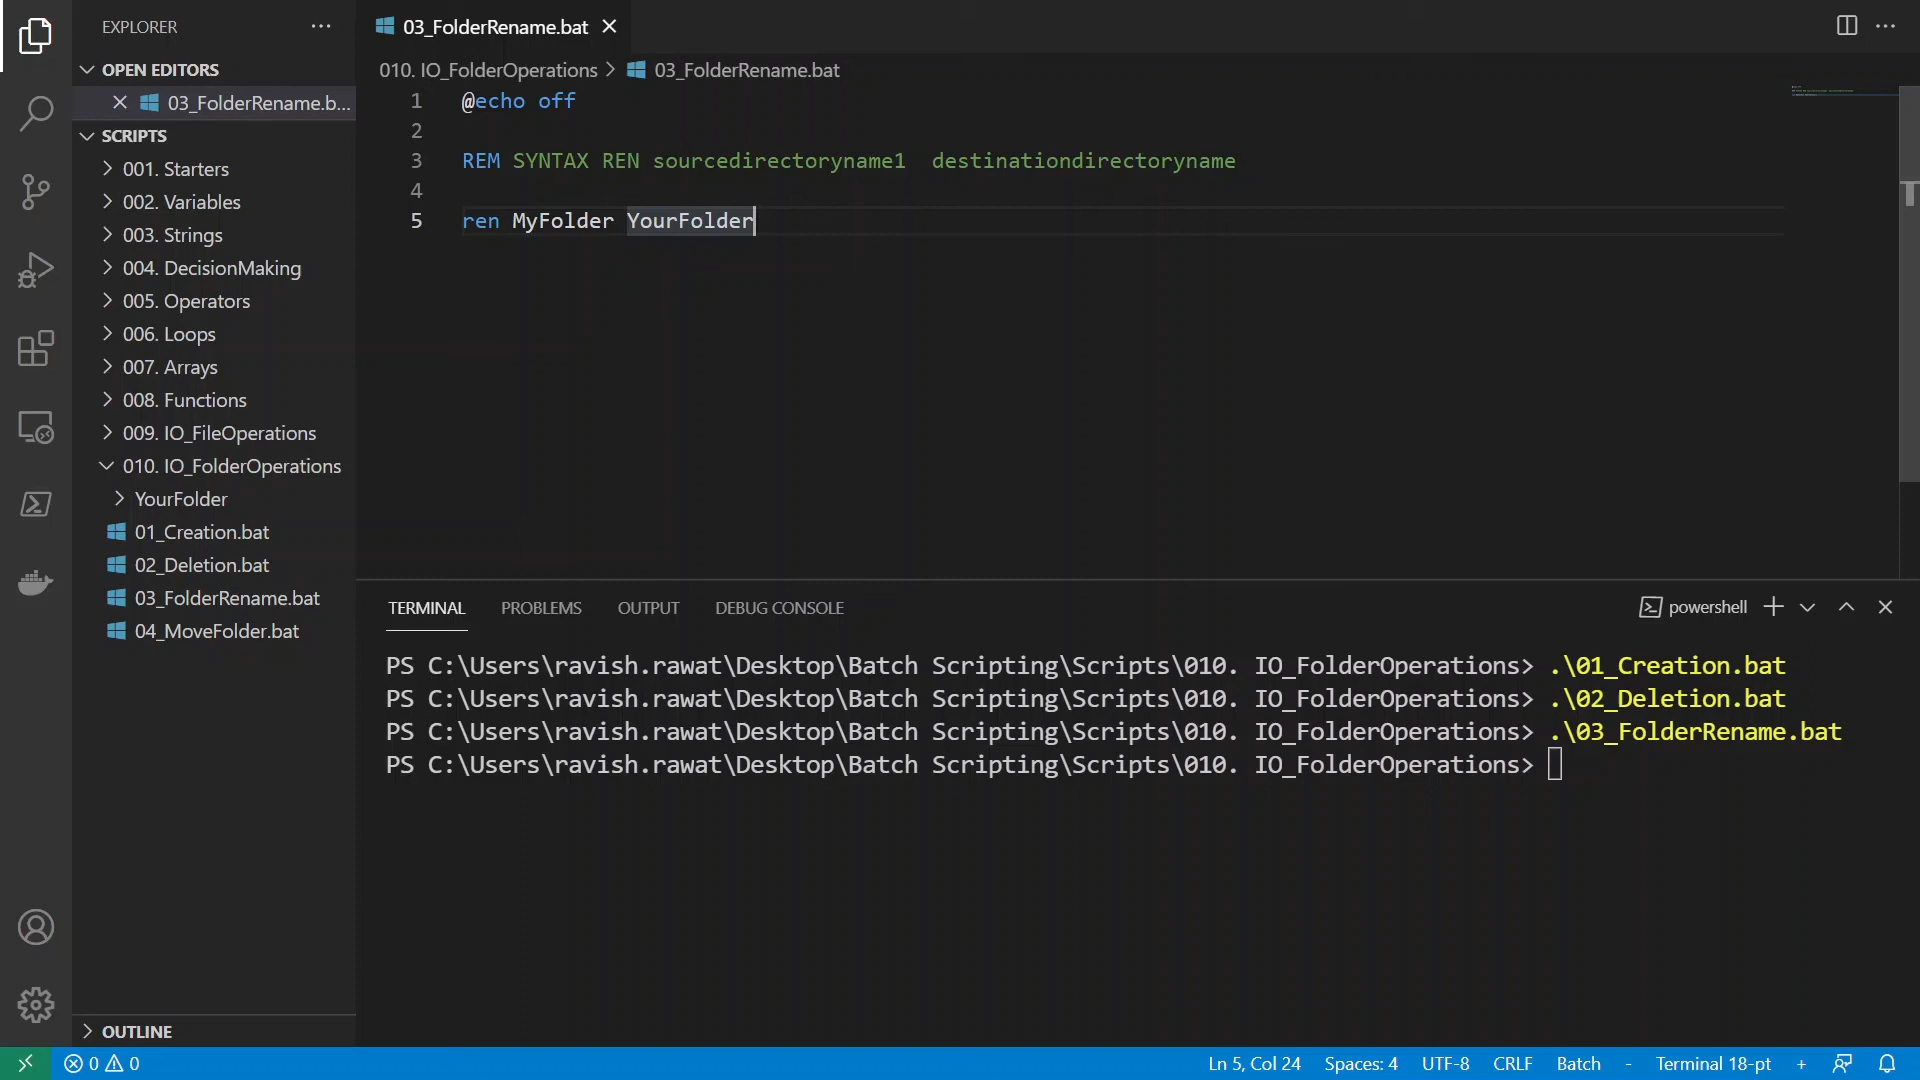 EXPLORER
OPEN EDITORS
03_FolderRename.b...
SCRIPTS
001. Starters
002. Variables
003. Strings
004. DecisionMaking
005. Operators
006. Loops
007. Arrays
008. Functions
009. IO_FileOperations
010. IO_FolderOperations
YourFolder
01_Creation.bat
02_Deletion.bat
03_FolderRename.bat
04_MoveFolder.bat
OUTLINE
03_FolderRename.bat
010. IO_FolderOperations > 03_FolderRename.bat
1 @echo off
2
3 REM SYNTAX REN sourcedirectoryname1  destinationdirectoryname
4
5 ren MyFolder YourFolder
TERMINAL PROBLEMS OUTPUT DEBUG CONSOLE powershell
PS C:\Users\ravish.rawat\Desktop\Batch Scripting\Scripts\010. IO_FolderOperations> .\01_Creation.bat
PS C:\Users\ravish.rawat\Desktop\Batch Scripting\Scripts\010. IO_FolderOperations> .\02_Deletion.bat
PS C:\Users\ravish.rawat\Desktop\Batch Scripting\Scripts\010. IO_FolderOperations> .\03_FolderRename.bat
PS C:\Users\ravish.rawat\Desktop\Batch Scripting\Scripts\010. IO_FolderOperations>
0 0 Ln 5, Col 24 Spaces: 4 UTF-8 CRLF Batch - Terminal 18-pt +